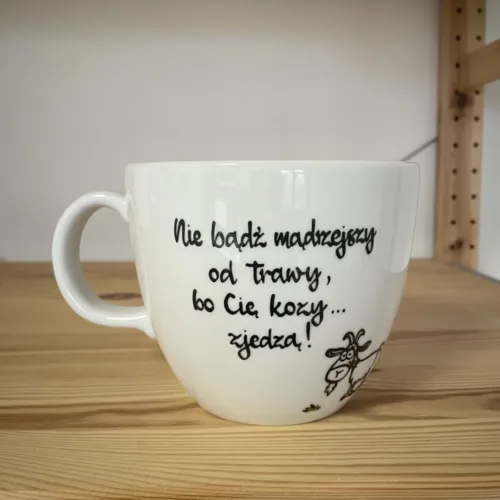 Nie bądź mądrzejszy
od trawy,
bo Cię kozy...
zjedzą!